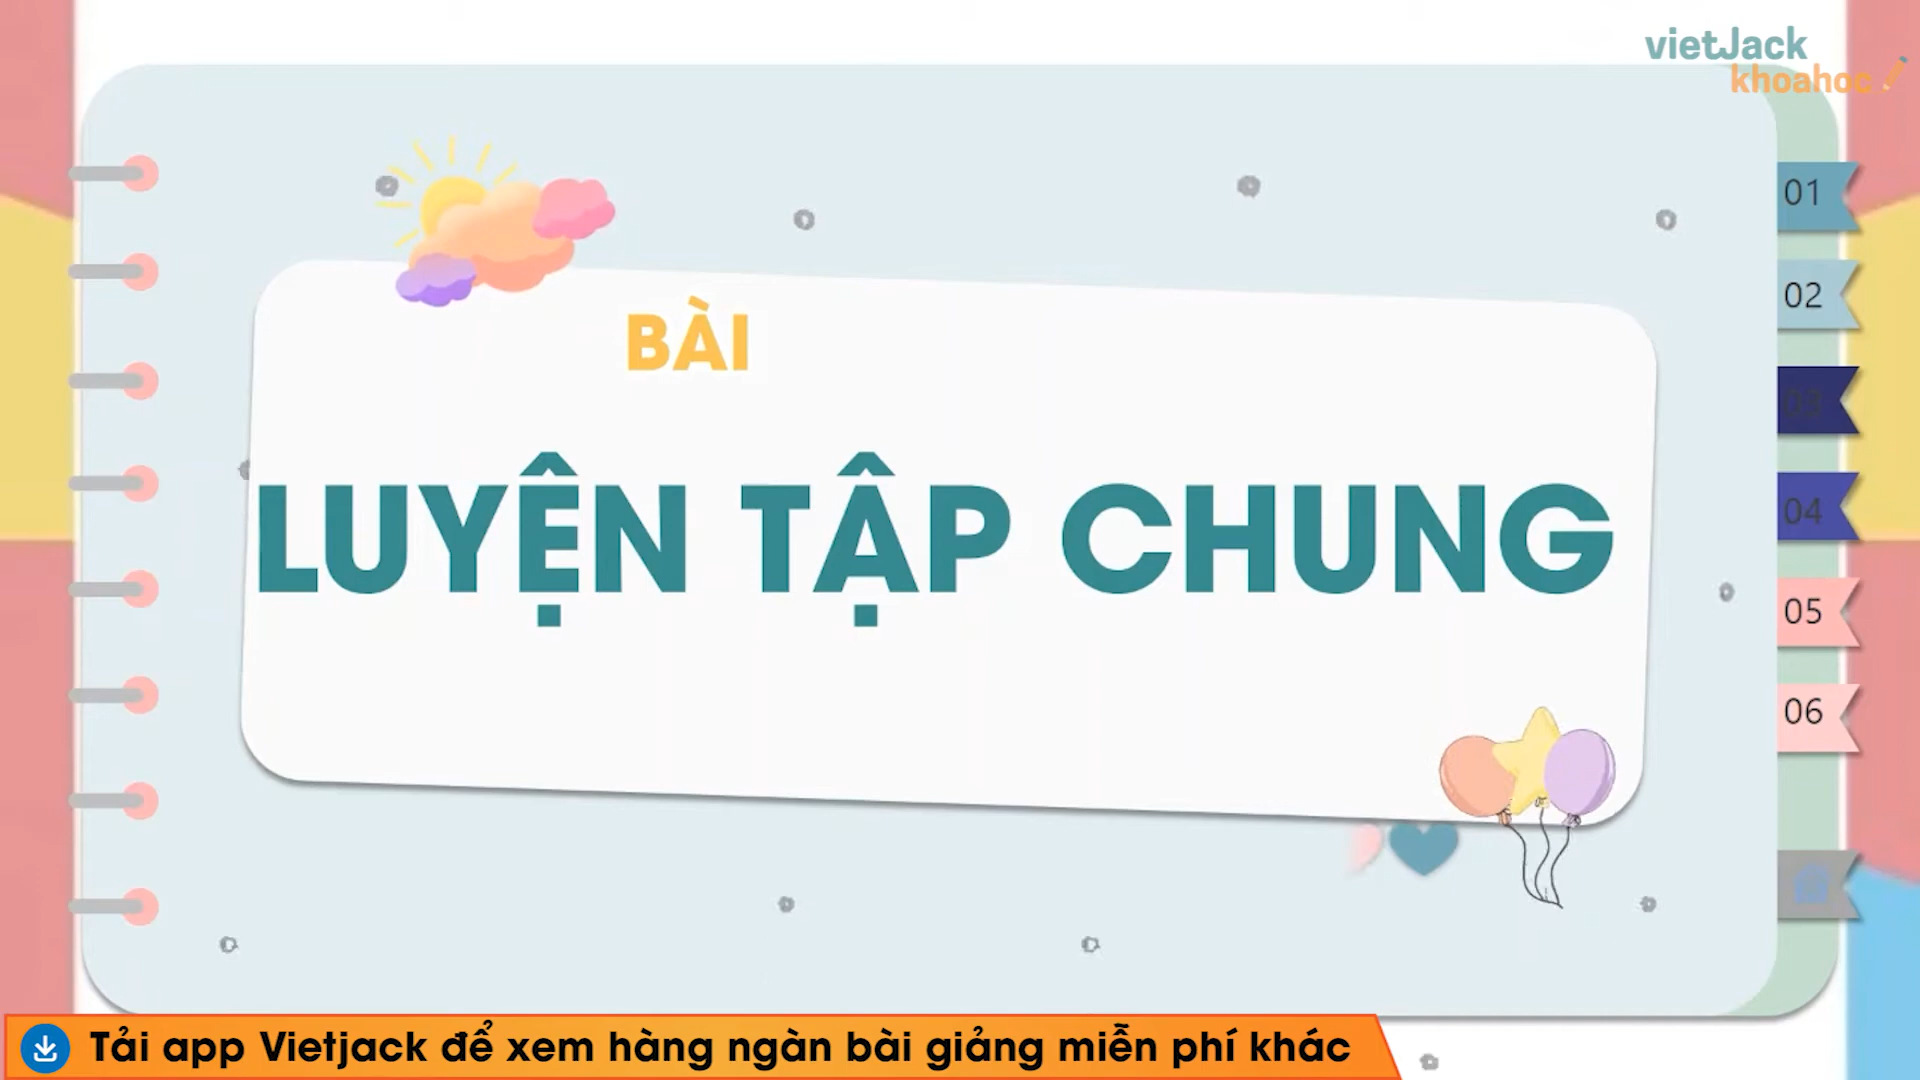 vietJack
khoahoc
BÀI
LUYỆN TẬP CHUNG
01
02
03
04
05
06
Tải app Vietjack để xem hàng ngàn bài giảng miễn phí khác